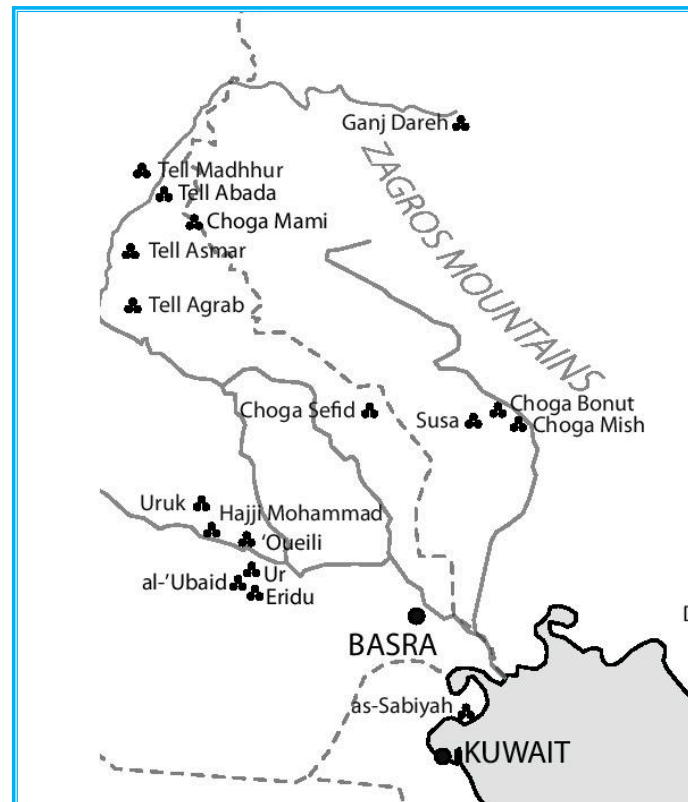 Ganj Dareh
ZAGROS MOUNTAINS
Tell Madhhur
Tell Abada
Choga Mami
Tell Asmar
Tell Agrab
Choga Sefid
Choga Bonut
Susa
Choga Mish
Uruk
Hajji Mohammad
‘Oueili
Ur
al-’Ubaid
Eridu
BASRA
as-Sabiyah
KUWAIT